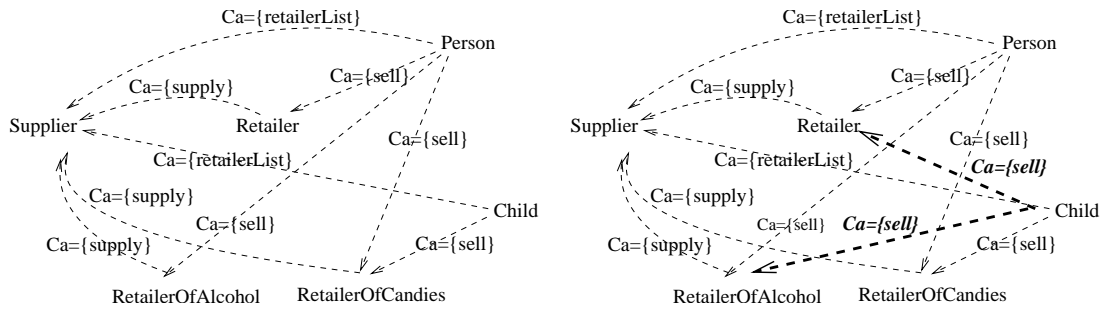 Ca={retailerList}
Person
Ca={sell}
Ca={supply}
Supplier
Retailer
Ca={sell}
Ca={retailerList}
Ca={supply}
Child
Ca={sell}
Ca={supply}
Ca={sell}
RetailerOfAlcohol
RetailerOfCandies
Ca={retailerList}
Person
Ca={sell}
Ca={supply}
Supplier
Retailer
Ca={sell}
Ca={retailerList}
Ca={sell}
Ca={supply}
Child
Ca={sell}
Ca={sell}
Ca={supply}
Ca={sell}
RetailerOfAlcohol
RetailerOfCandies